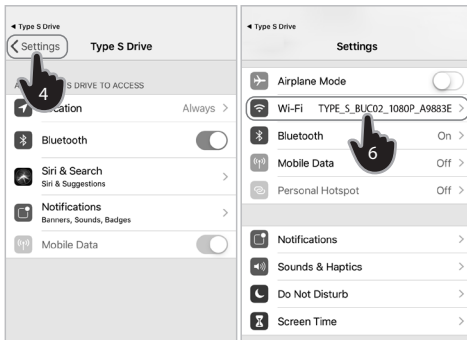 ◀ Type S Drive
Settings
Type S Drive
S DRIVE TO ACCESS
4
Always
Bluetooth
Siri & Search
Siri & Suggestions
Notifications
Banners, Sounds, Badges
Mobile Data
◀ Type S Drive
Settings
Airplane Mode
Wi-Fi TYPE_S_BUC02_1080P_A9883E
6
Bluetooth On
Mobile Data Off
Personal Hotspot Off
Notifications
Sounds & Haptics
Do Not Disturb
Screen Time